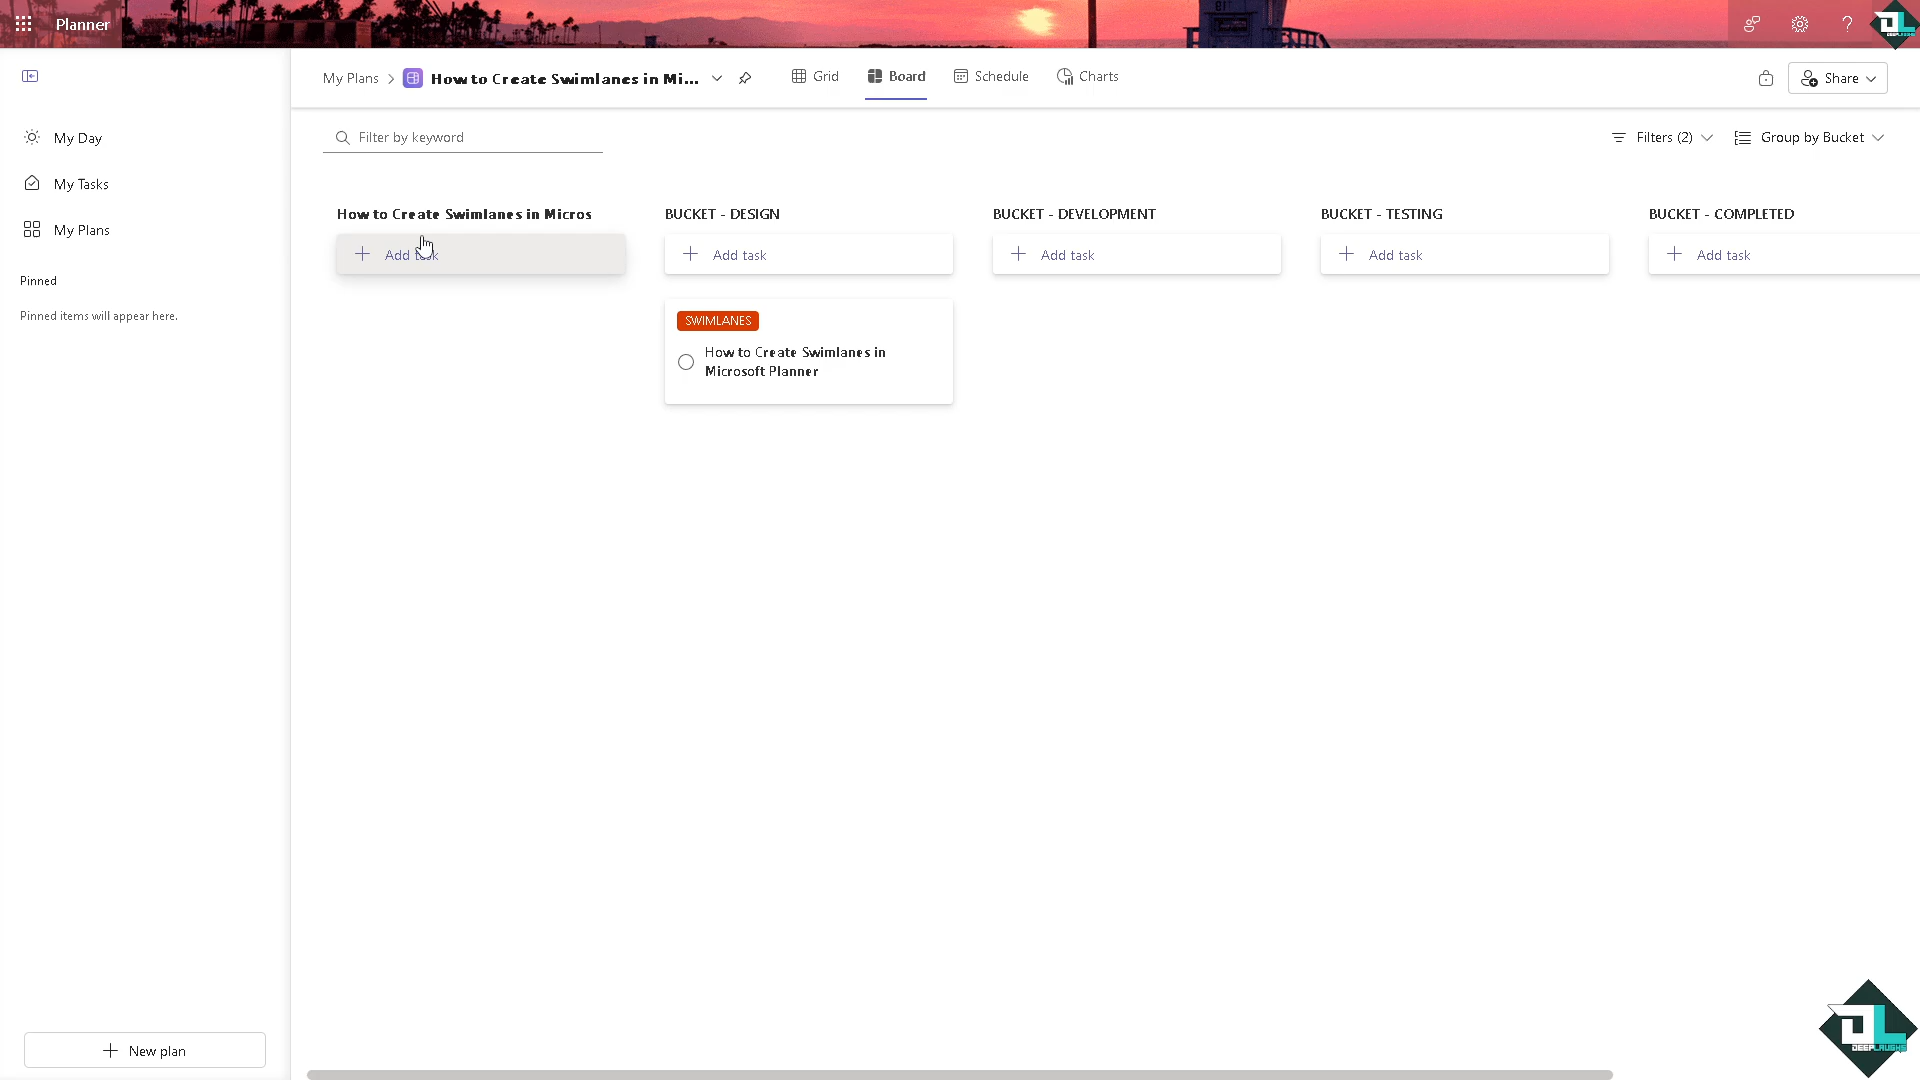 Planner
My Plans
How to Create Swimlanes in Mi...
Grid
Board
Schedule
Charts
Share
My Day
My Tasks
My Plans
Pinned
Pinned items will appear here.
New plan
Filter by keyword
Filters (2)
Group by Bucket
How to Create Swimlanes in Micros
Add task
BUCKET - DESIGN
Add task
SWIMLANES
How to Create Swimlanes in
Microsoft Planner
BUCKET - DEVELOPMENT
Add task
BUCKET - TESTING
Add task
BUCKET - COMPLETED
Add task
DEEPLAUGHS